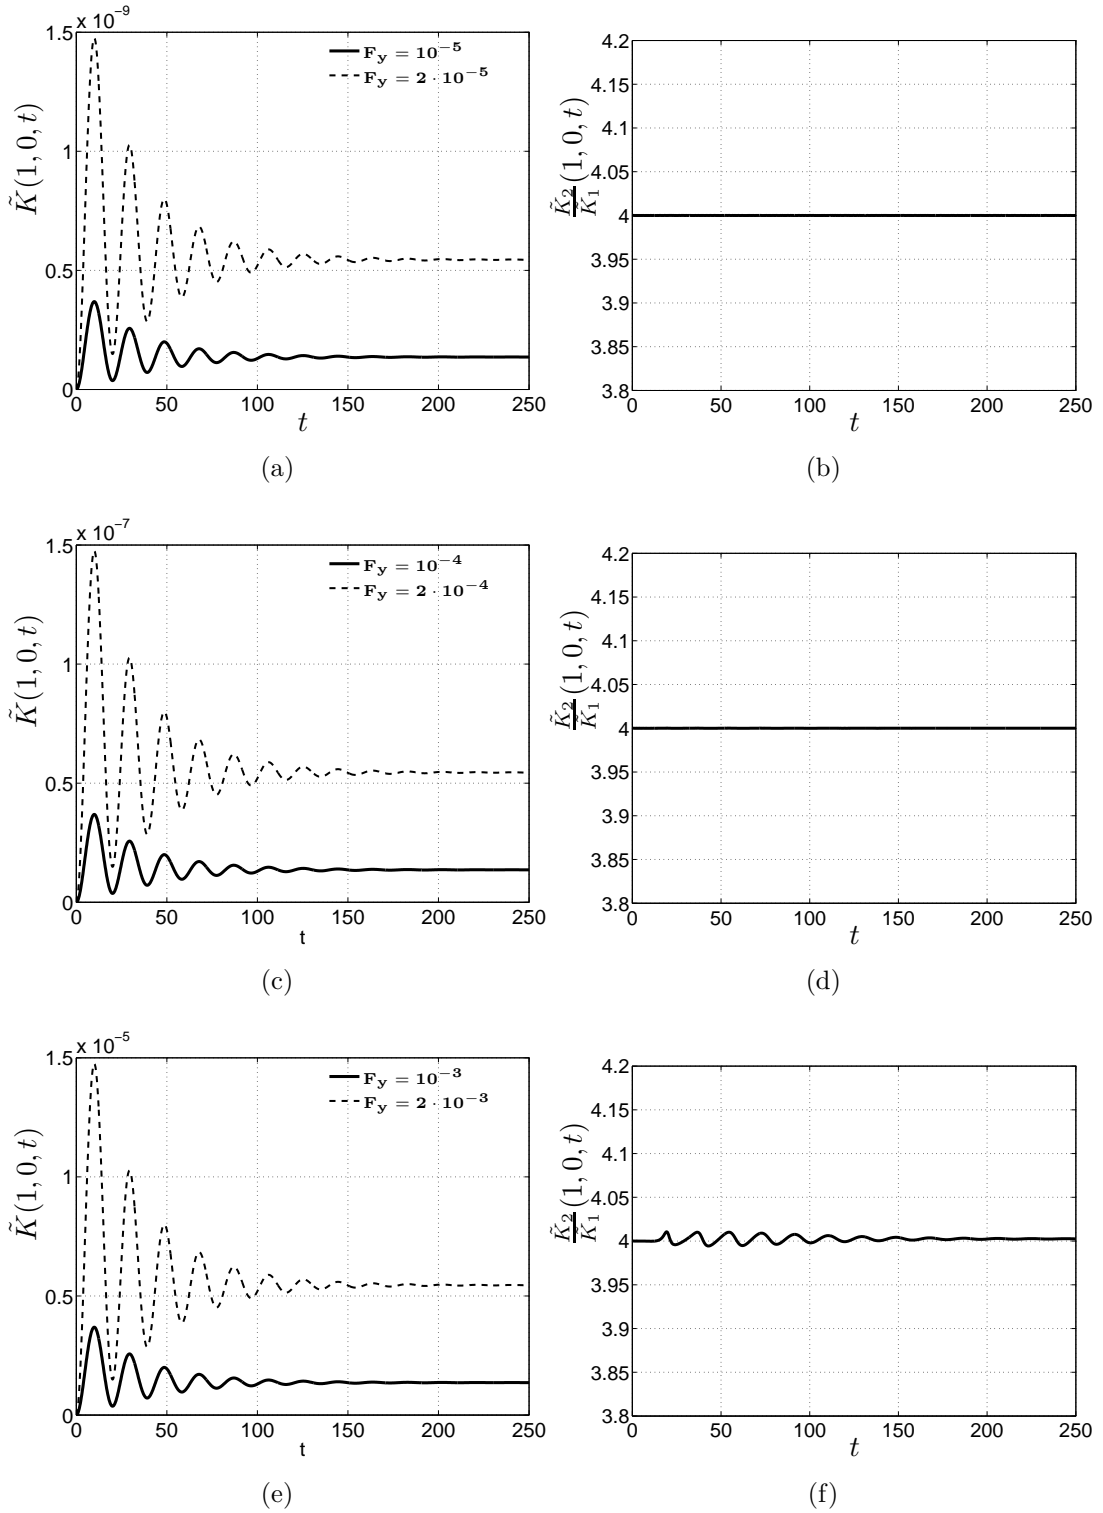 x 10⁻⁹
1.5
1
0.5
0
K̃(1, 0, t)
F_y = 10⁻⁵
F_y = 2 · 10⁻⁵
0 50 100 150 200 250
t
(a)
4.2
4.15
4.1
4.05
4
3.95
3.9
3.85
3.8
K̃₂/K̃₁(1, 0, t)
0 50 100 150 200 250
t
(b)
x 10⁻⁷
1.5
1
0.5
0
K̃(1, 0, t)
F_y = 10⁻⁴
F_y = 2 · 10⁻⁴
0 50 100 150 200 250
t
(c)
4.2
4.15
4.1
4.05
4
3.95
3.9
3.85
3.8
K̃₂/K̃₁(1, 0, t)
0 50 100 150 200 250
t
(d)
x 10⁻⁵
1.5
1
0.5
0
K̃(1, 0, t)
F_y = 10⁻³
F_y = 2 · 10⁻³
0 50 100 150 200 250
t
(e)
4.2
4.15
4.1
4.05
4
3.95
3.9
3.85
3.8
K̃₂/K̃₁(1, 0, t)
0 50 100 150 200 250
t
(f)